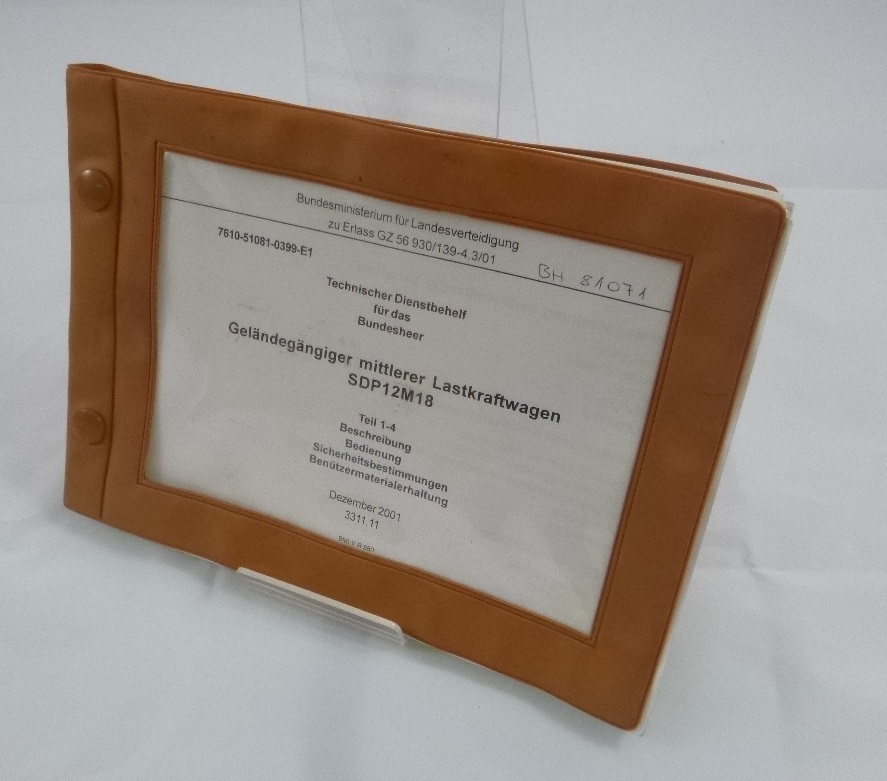 Bundesministerium für Landesverteidigung
zu Erlass GZ 56 930/139-4.3/01
BH 81071
7610-51081-0399-E1
Technischer Dienstbehelf
für das
Bundesheer
Geländegängiger mittlerer Lastkraftwagen
SDP12M18
Teil 1-4
Beschreibung
Bedienung
Sicherheitsbestimmungen
Benützermaterialerhaltung
Dezember 2001
3311.11